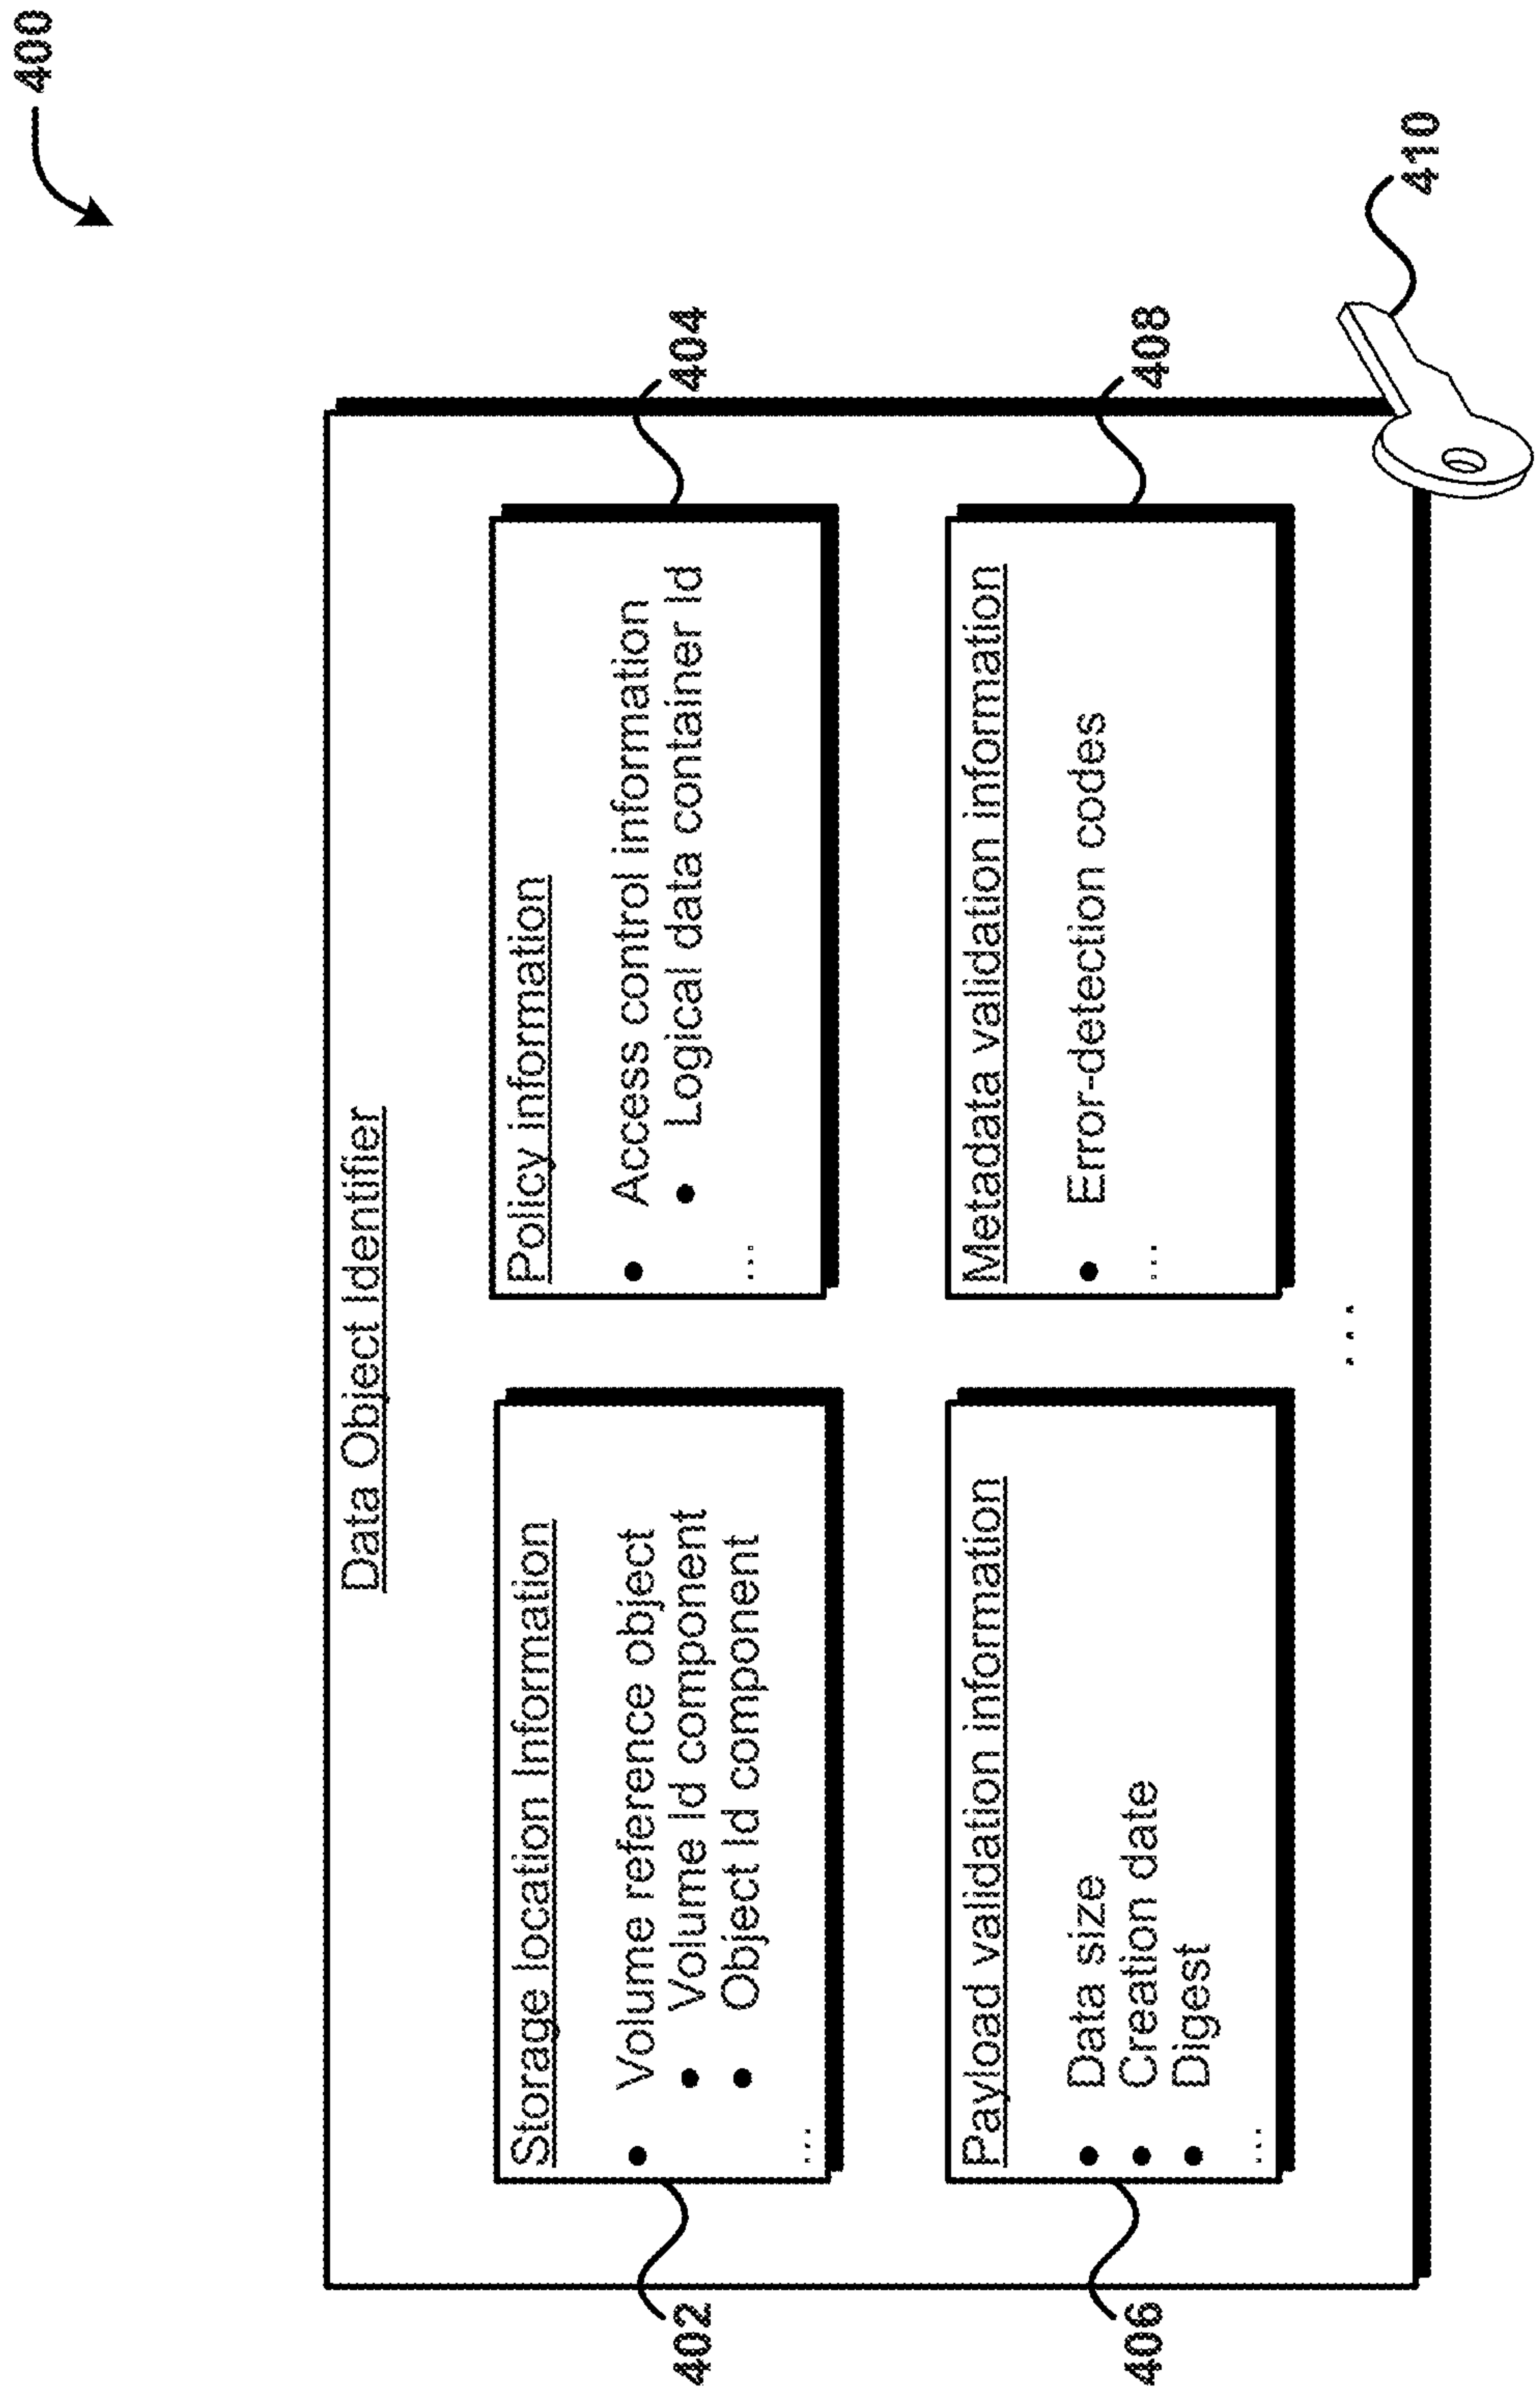 400
Data Object Identifier
Storage location Information
• Volume reference object
• Volume Id component
• Object Id component
...
402
Policy information
• Access control information
• Logical data container Id
...
404
Payload validation information
• Data size
• Creation date
• Digest
...
406
Metadata validation information
• Error-detection codes
...
408
...
410